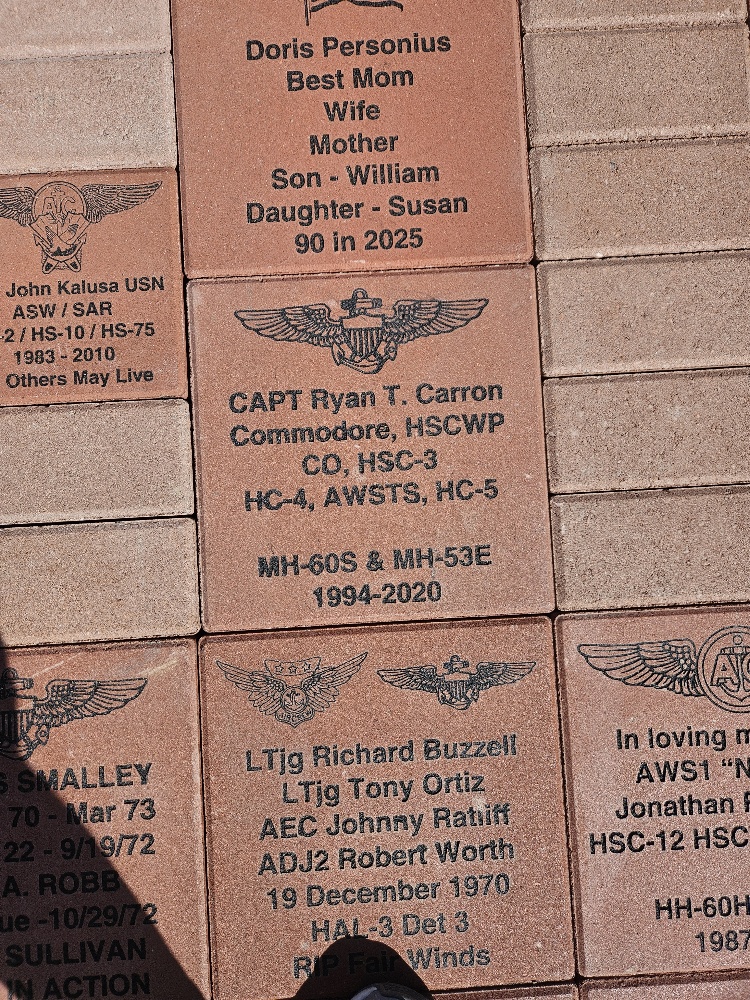 Doris Personius
Best Mom
Wife
Mother
Son - William
Daughter - Susan
90 in 2025
John Kalusa USN
ASW / SAR
-2 / HS-10 / HS-75
1983 - 2010
Others May Live
CAPT Ryan T. Carron
Commodore, HSCWP
CO, HSC-3
HC-4, AWSTS, HC-5
MH-60S & MH-53E
1994-2020
S SMALLEY
70 - Mar 73
22 - 9/19/72
A. ROBB
ue -10/29/72
SULLIVAN
IN ACTION
LTjg Richard Buzzell
LTjg Tony Ortiz
AEC Johnny Ratliff
ADJ2 Robert Worth
19 December 1970
HAL-3 Det 3
RIP Fair Winds
In loving m
AWS1 “N
Jonathan
HSC-12 HSC
HH-60H
1987